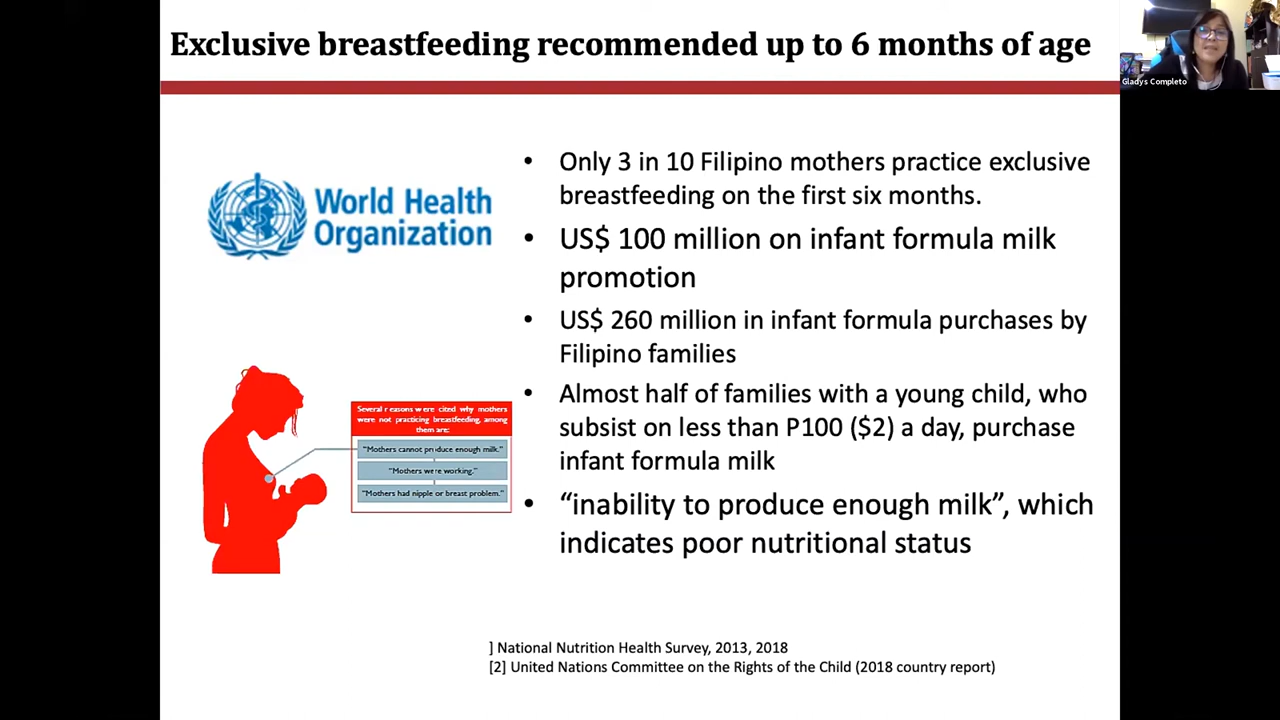 Exclusive breastfeeding recommended up to 6 months of age
Gladys Completo
World Health
Organization
• Only 3 in 10 Filipino mothers practice exclusive
breastfeeding on the first six months.
• US$ 100 million on infant formula milk
promotion
• US$ 260 million in infant formula purchases by
Filipino families
• Almost half of families with a young child, who
subsist on less than P100 ($2) a day, purchase
infant formula milk
• “inability to produce enough milk”, which
indicates poor nutritional status
Several reasons were cited why mothers
were not practicing breastfeeding, among
them are:
"Mothers cannot produce enough milk."
"Mothers were working."
"Mothers had nipple or breast problem."
] National Nutrition Health Survey, 2013, 2018
[2] United Nations Committee on the Rights of the Child (2018 country report)